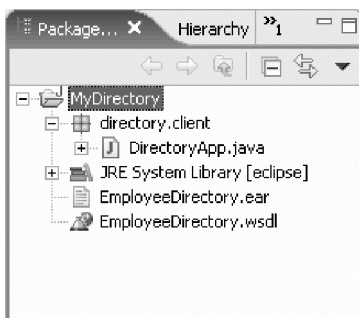 Package... Hierarchy »1
MyDirectory
directory.client
J DirectoryApp.java
JRE System Library [eclipse]
EmployeeDirectory.ear
EmployeeDirectory.wsdl